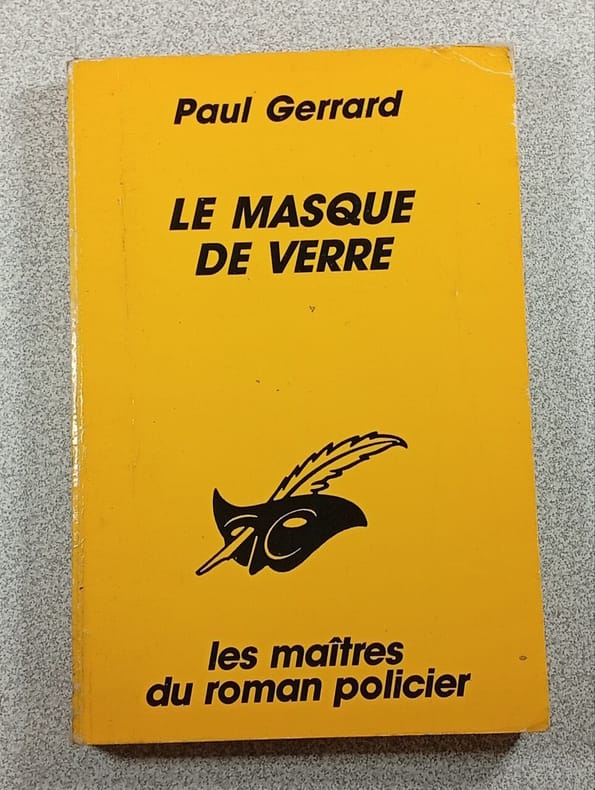 Paul Gerrard
LE MASQUE
DE VERRE
les maîtres
du roman policier